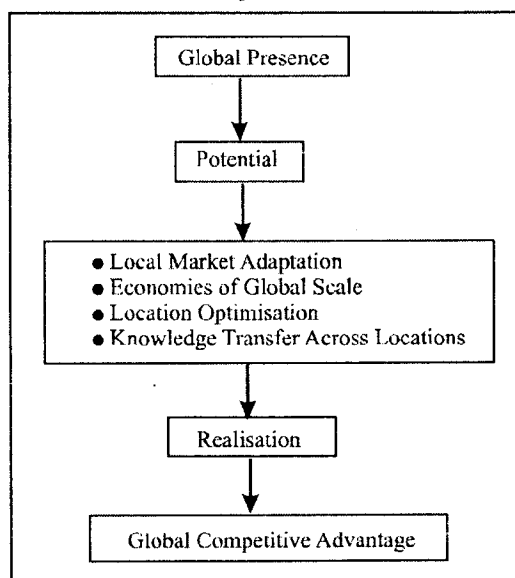 Global Presence
Potential
● Local Market Adaptation
● Economies of Global Scale
● Location Optimisation
● Knowledge Transfer Across Locations
Realisation
Global Competitive Advantage